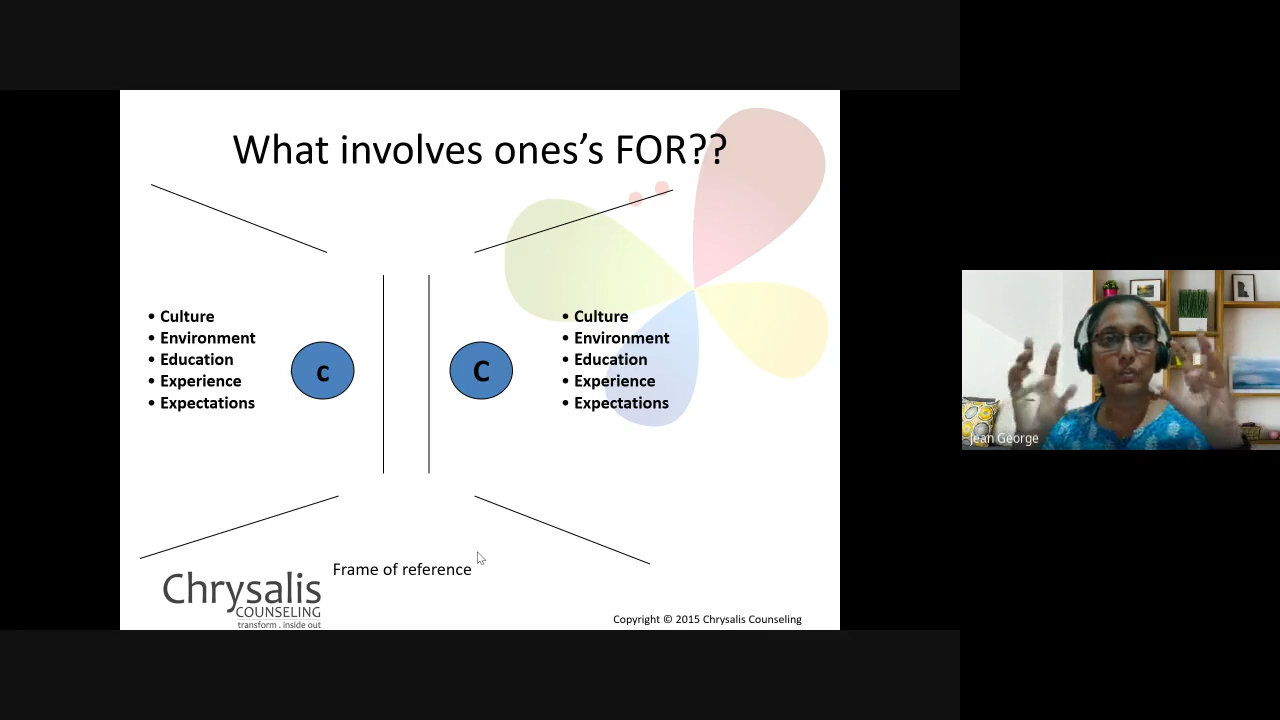 What involves ones's FOR??
• Culture
• Environment
• Education
• Experience
• Expectations
c
C
• Culture
• Environment
• Education
• Experience
• Expectations
Frame of reference
Chrysalis
COUNSELING
transform . inside out
Copyright © 2015 Chrysalis Counseling
Jean George